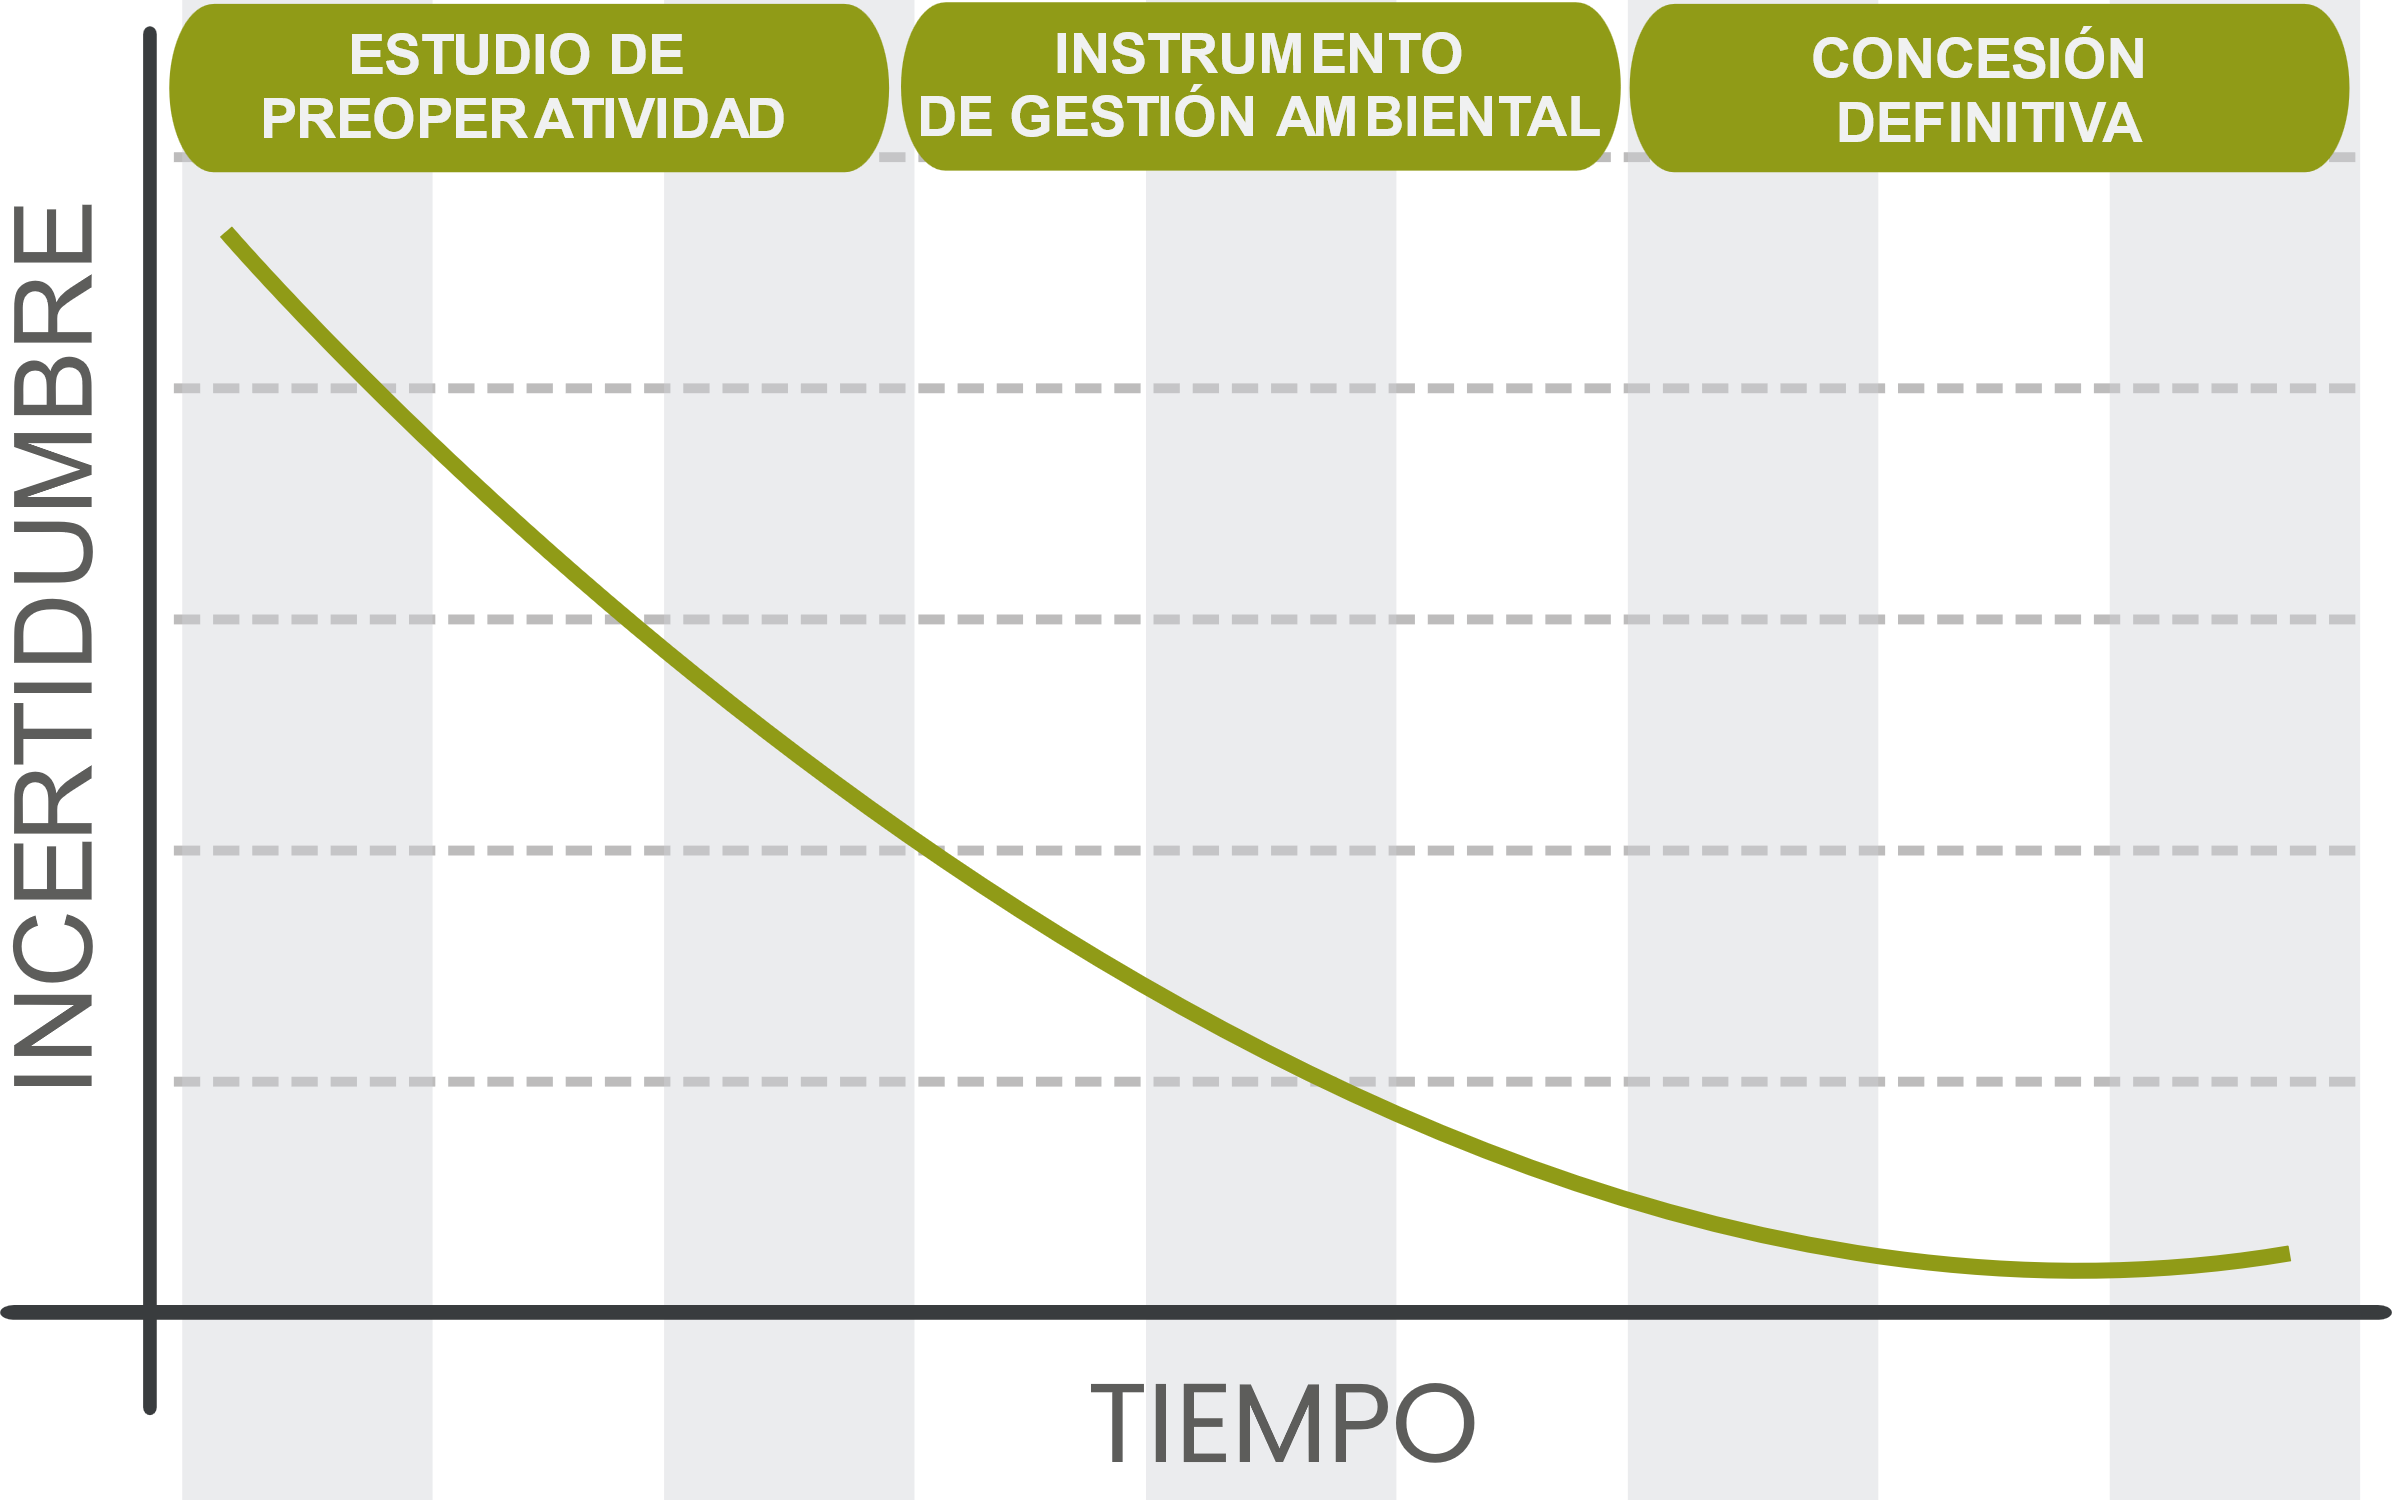 ESTUDIO DE
PREOPERATIVIDAD
INSTRUMENTO
DE GESTIÓN AMBIENTAL
CONCESIÓN
DEFINITIVA
INCERTIDUMBRE
TIEMPO